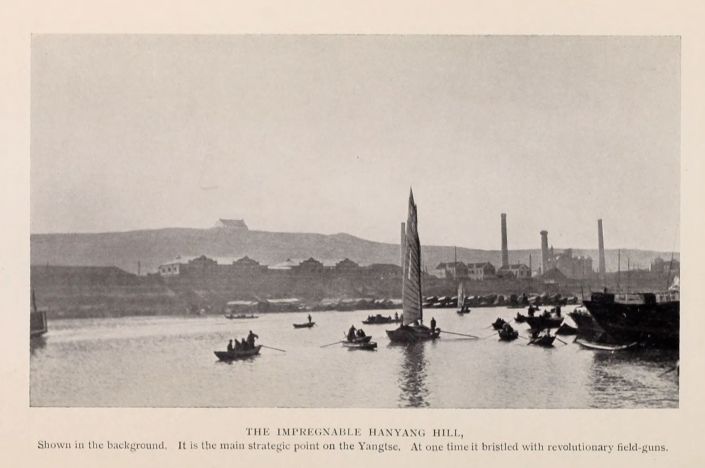 THE IMPREGNABLE HANYANG HILL,
Shown in the background. It is the main strategic point on the Yangtse. At one time it bristled with revolutionary field-guns.